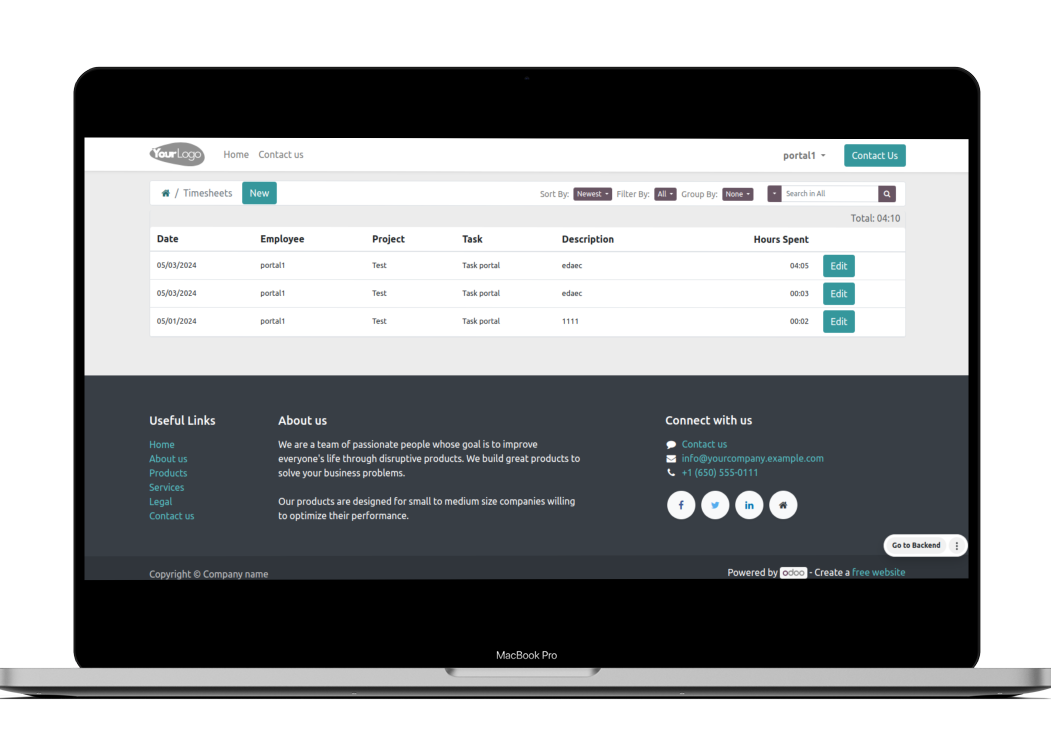 YourLogo Home Contact us portal1 Contact Us
/ Timesheets New Sort By: Newest Filter By: All Group By: None Search in All
Total: 04:10
Date Employee Project Task Description Hours Spent
05/03/2024 portal1 Test Task portal edaec 04:05 Edit
05/03/2024 portal1 Test Task portal edaec 00:03 Edit
05/01/2024 portal1 Test Task portal 1111 00:02 Edit
Useful Links
Home
About us
Products
Services
Legal
Contact us
About us
We are a team of passionate people whose goal is to improve
everyone's life through disruptive products. We build great products to
solve your business problems.
Our products are designed for small to medium size companies willing
to optimize their performance.
Connect with us
Contact us
info@yourcompany.example.com
+1 (650) 555-0111
Go to Backend
Copyright © Company name
Powered by odoo - Create a free website
MacBook Pro